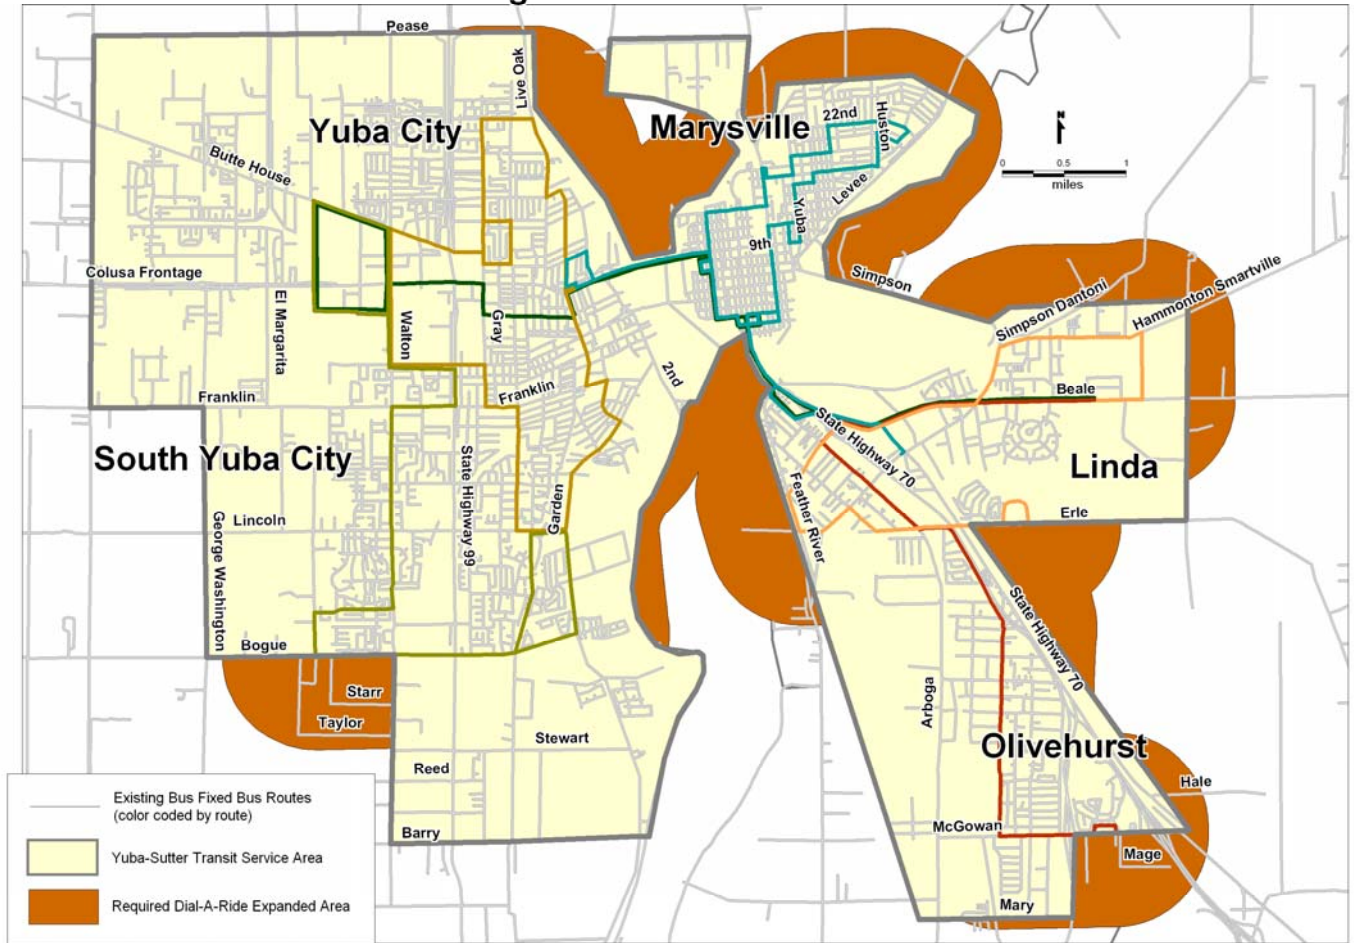 Pease
Live Oak
Yuba City
Marysville
22nd
Huston
N
0 0.5 1
miles
Butte House
Levee
Yuba
9th
Colusa Frontage
El Margarita
Walton
Gray
Simpson
Simpson Dantoni
Hammonton Smartville
Franklin
Franklin
2nd
Beale
State Highway 70
South Yuba City
Linda
State Highway 99
Feather River
Garden
Lincoln
Erle
George Washington
Bogue
State Highway 70
Starr
Taylor
Arboga
Stewart
Olivehurst
Reed
Hale
Barry
McGowan
Mage
Mary
Existing Bus Fixed Bus Routes
(color coded by route)
Yuba-Sutter Transit Service Area
Required Dial-A-Ride Expanded Area